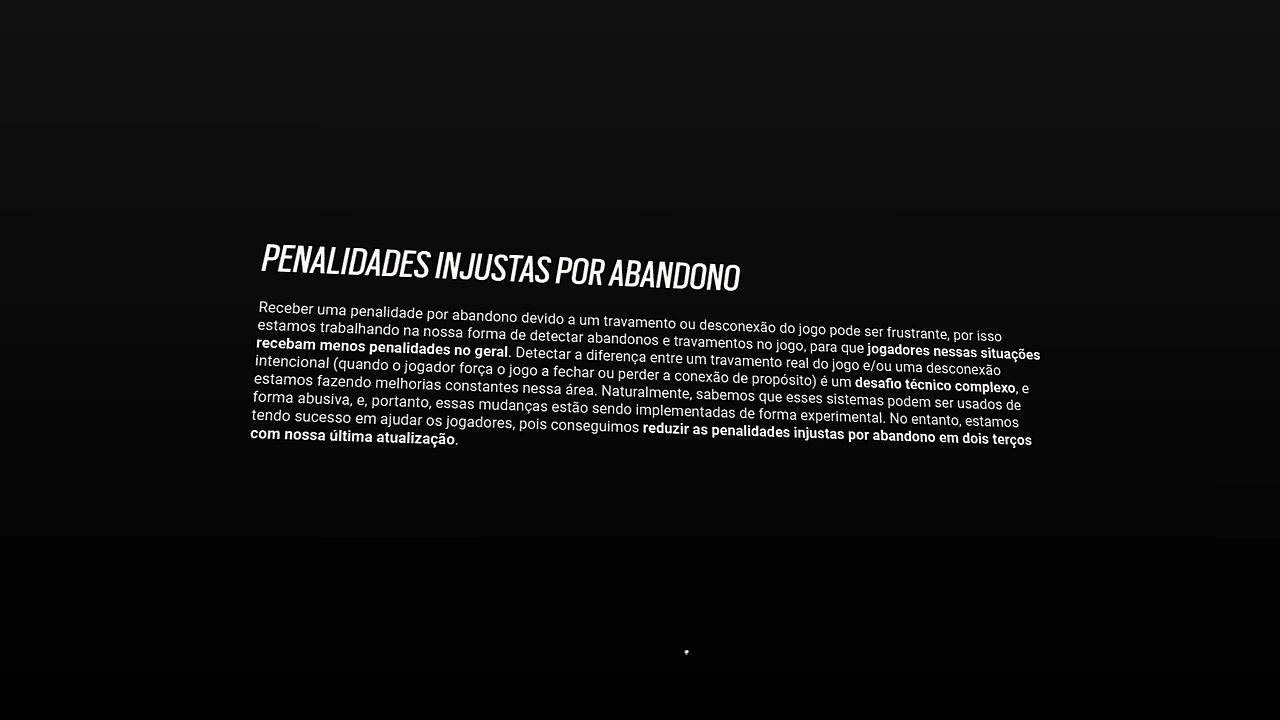 PENALIDADES INJUSTAS POR ABANDONO
Receber uma penalidade por abandono devido a um travamento ou desconexão do jogo pode ser frustrante, por isso
estamos trabalhando na nossa forma de detectar abandonos e travamentos no jogo, para que jogadores nessas situações
recebam menos penalidades no geral. Detectar a diferença entre um travamento real do jogo e/ou uma desconexão
intencional (quando o jogador força o jogo a fechar ou perder a conexão de propósito) é um desafio técnico complexo, e
estamos fazendo melhorias constantes nessa área. Naturalmente, sabemos que esses sistemas podem ser usados de
forma abusiva, e, portanto, essas mudanças estão sendo implementadas de forma experimental. No entanto, estamos
tendo sucesso em ajudar os jogadores, pois conseguimos reduzir as penalidades injustas por abandono em dois terços
com nossa última atualização.